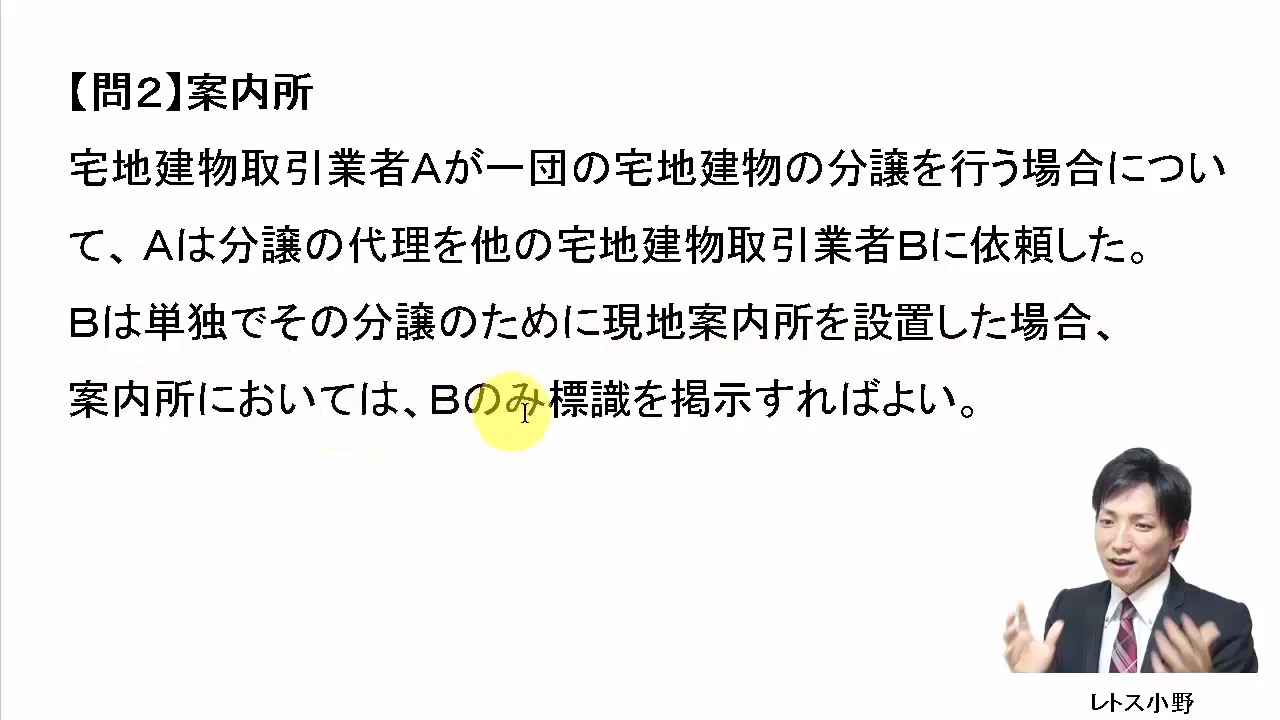 【問２】案内所
宅地建物取引業者Ａが一団の宅地建物の分譲を行う場合につい
て、Ａは分譲の代理を他の宅地建物取引業者Ｂに依頼した。
Ｂは単独でその分譲のために現地案内所を設置した場合、
案内所においては、Ｂのみ標識を掲示すればよい。
レトス小野